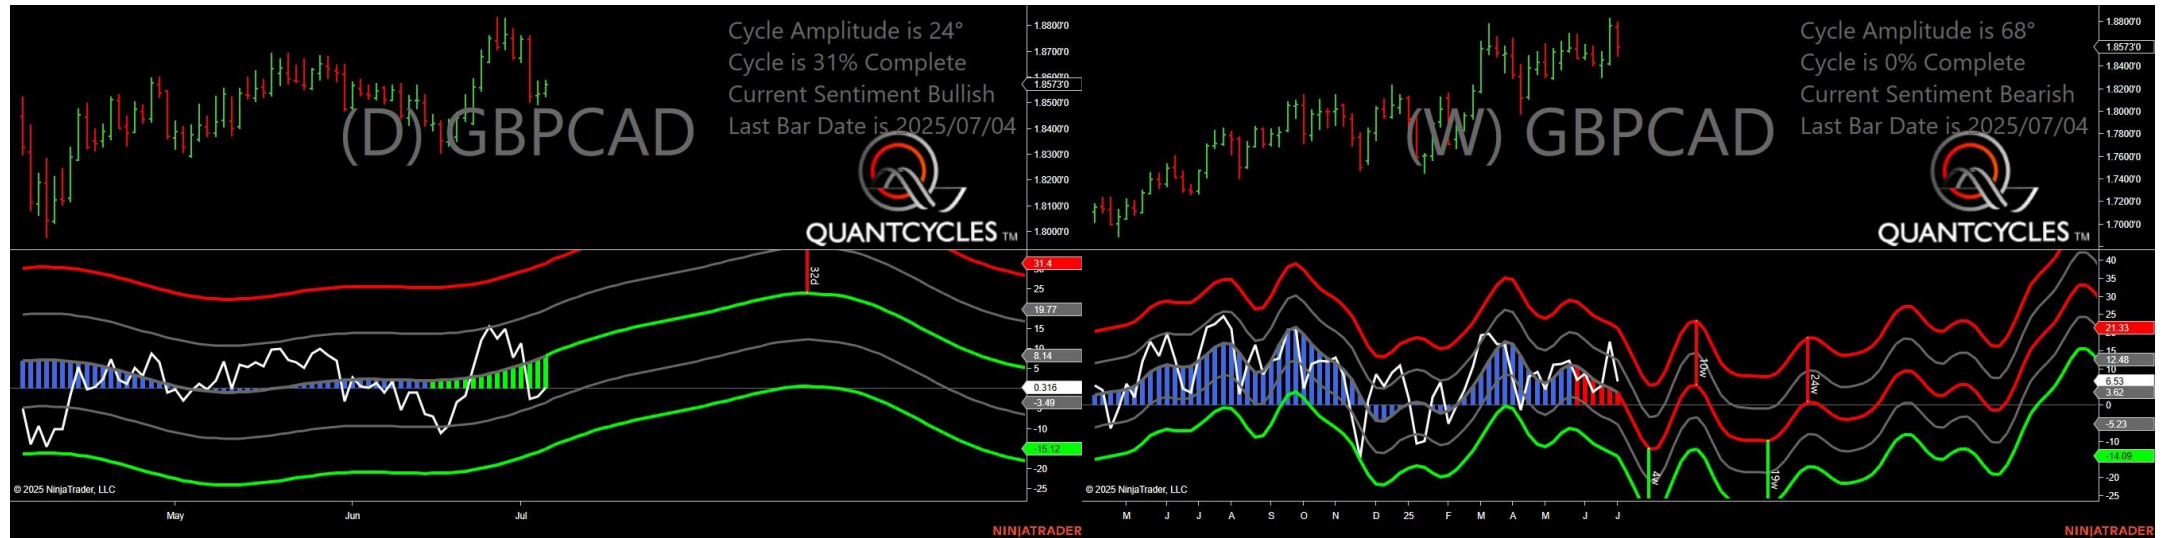 Cycle Amplitude is 24°
Cycle is 31% Complete
Current Sentiment Bullish
Last Bar Date is 2025/07/04
(D) GBPCAD
QUANTCYCLES TM
1.8800'0
1.8700'0
1.8600'0
1.8573'0
1.8500'0
1.8400'0
1.8300'0
1.8200'0
1.8100'0
1.8000'0
32d
31.4
25
19.77
15
8.14
5
0.316
-3.49
-10
-15.12
-20
-25
© 2025 NinjaTrader, LLC
May Jun Jul
NINJATRADER
Cycle Amplitude is 68°
Cycle is 0% Complete
Current Sentiment Bearish
Last Bar Date is 2025/07/04
(W) GBPCAD
QUANTCYCLES TM
1.8800'0
1.8573'0
1.8400'0
1.8200'0
1.8000'0
1.7800'0
1.7600'0
1.7400'0
1.7200'0
1.7000'0
10w
24w
4w
19w
40
35
30
25
21.33
15
12.48
10
6.53
3.62
0
-5.23
-10
-14.09
-20
-25
© 2025 NinjaTrader, LLC
M J J A S O N D 25 F M A M J J
NINJATRADER